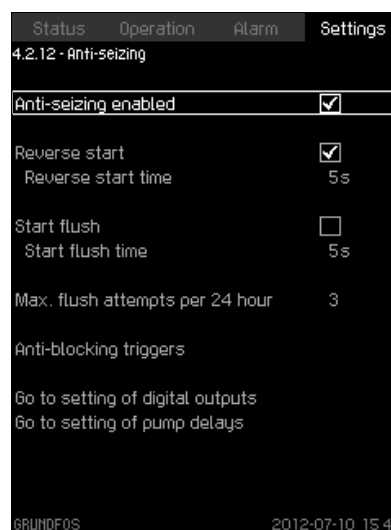 Status Operation Alarm Settings
4.2.12 - Anti-seizing
Anti-seizing enabled
Reverse start
Reverse start time 5s
Start flush
Start flush time 5s
Max. flush attempts per 24 hour 3
Anti-blocking triggers
Go to setting of digital outputs
Go to setting of pump delays
GRUNDFOS 2012-07-10 15:4